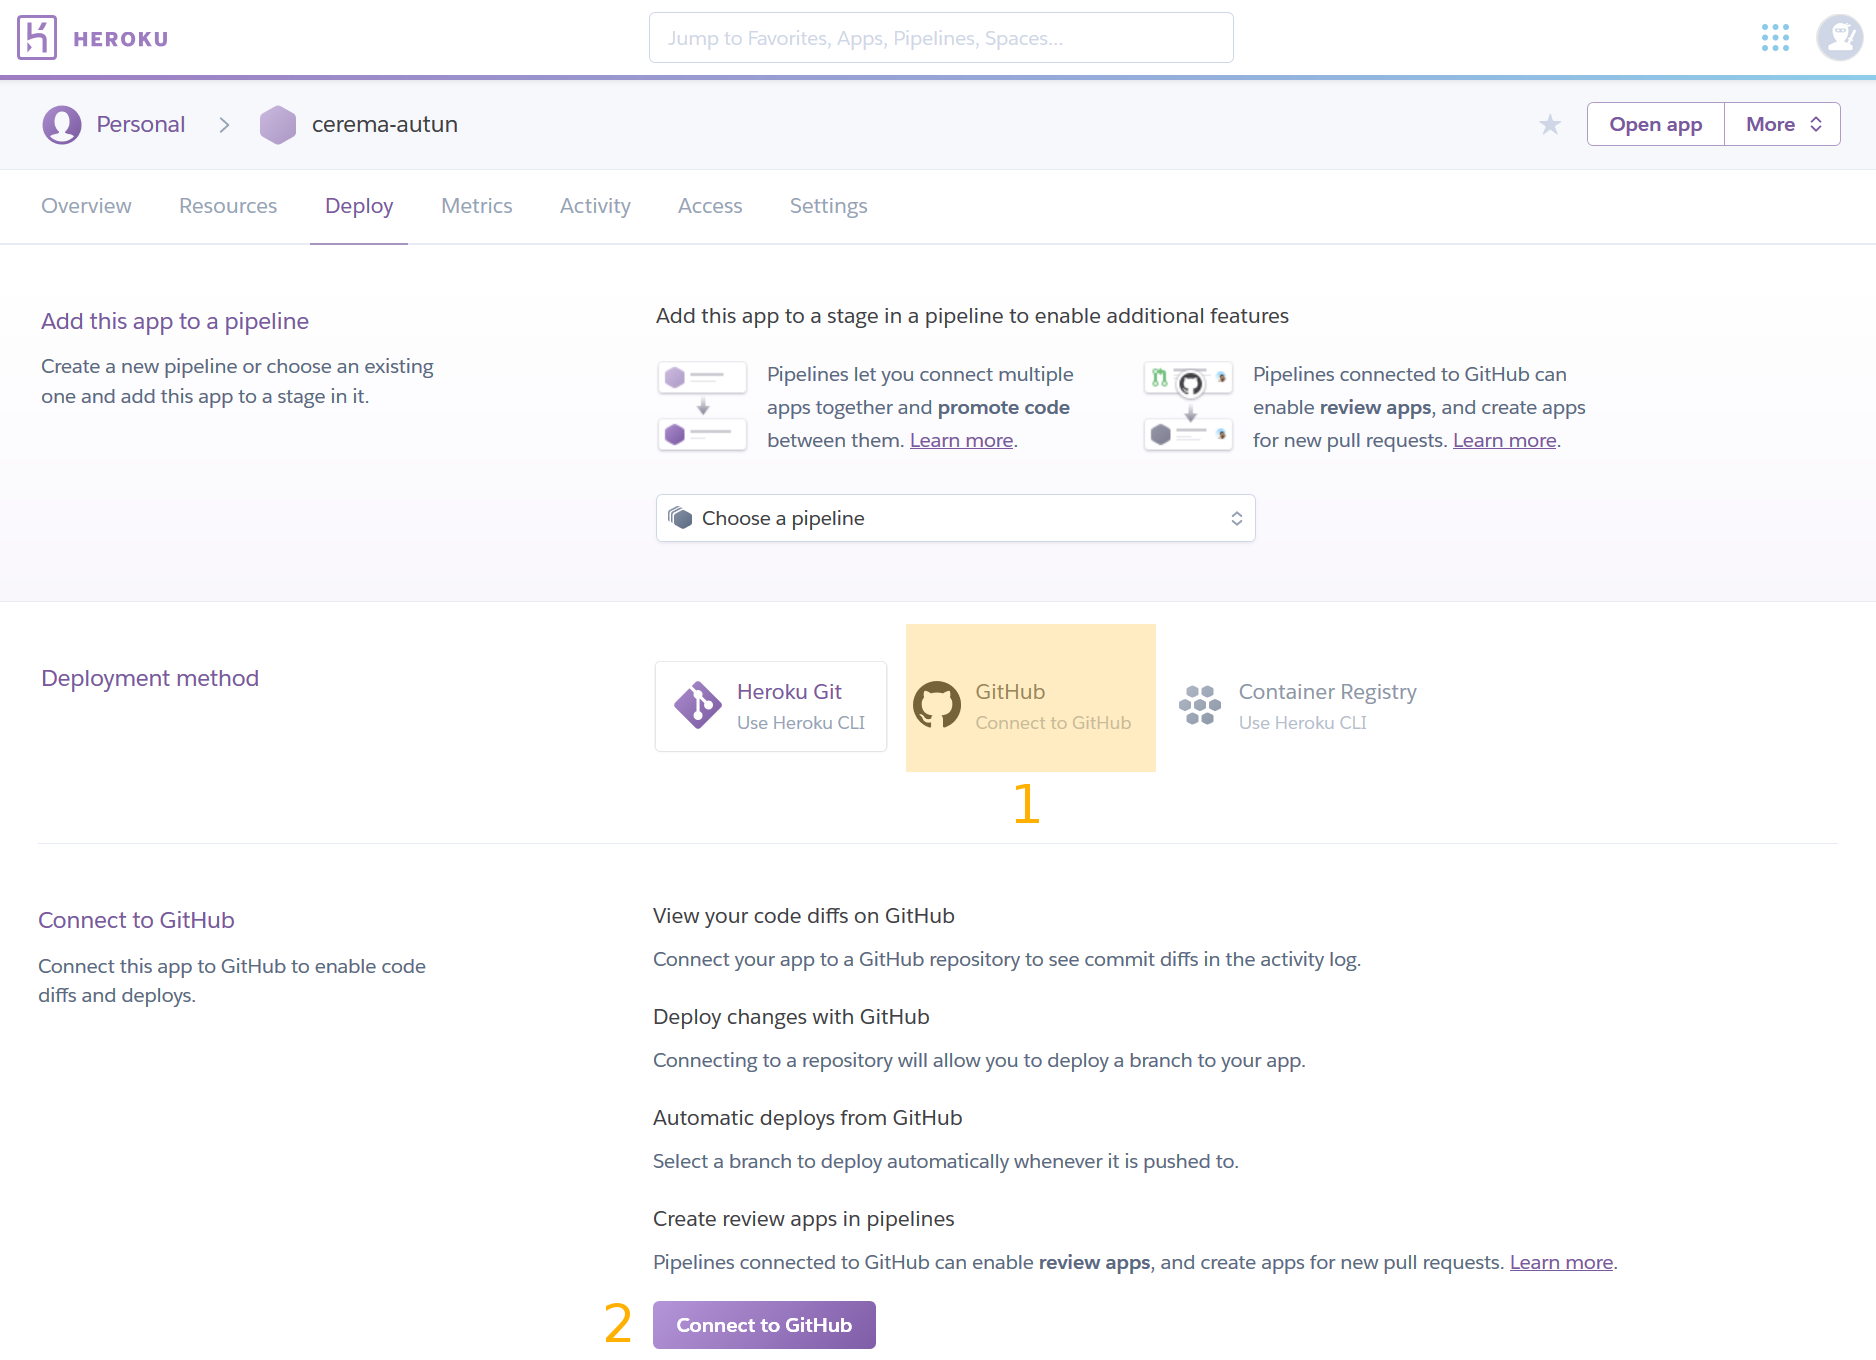 HEROKU
Jump to Favorites, Apps, Pipelines, Spaces...
Personal
cerema-autun
Open app
More
Overview
Resources
Deploy
Metrics
Activity
Access
Settings
Add this app to a pipeline
Create a new pipeline or choose an existing
one and add this app to a stage in it.
Add this app to a stage in a pipeline to enable additional features
Pipelines let you connect multiple
apps together and promote code
between them. Learn more.
Pipelines connected to GitHub can
enable review apps, and create apps
for new pull requests. Learn more.
Choose a pipeline
Deployment method
Heroku Git
Use Heroku CLI
GitHub
Connect to GitHub
Container Registry
Use Heroku CLI
1
Connect to GitHub
Connect this app to GitHub to enable code
diffs and deploys.
View your code diffs on GitHub
Connect your app to a GitHub repository to see commit diffs in the activity log.
Deploy changes with GitHub
Connecting to a repository will allow you to deploy a branch to your app.
Automatic deploys from GitHub
Select a branch to deploy automatically whenever it is pushed to.
Create review apps in pipelines
Pipelines connected to GitHub can enable review apps, and create apps for new pull requests. Learn more.
2
Connect to GitHub